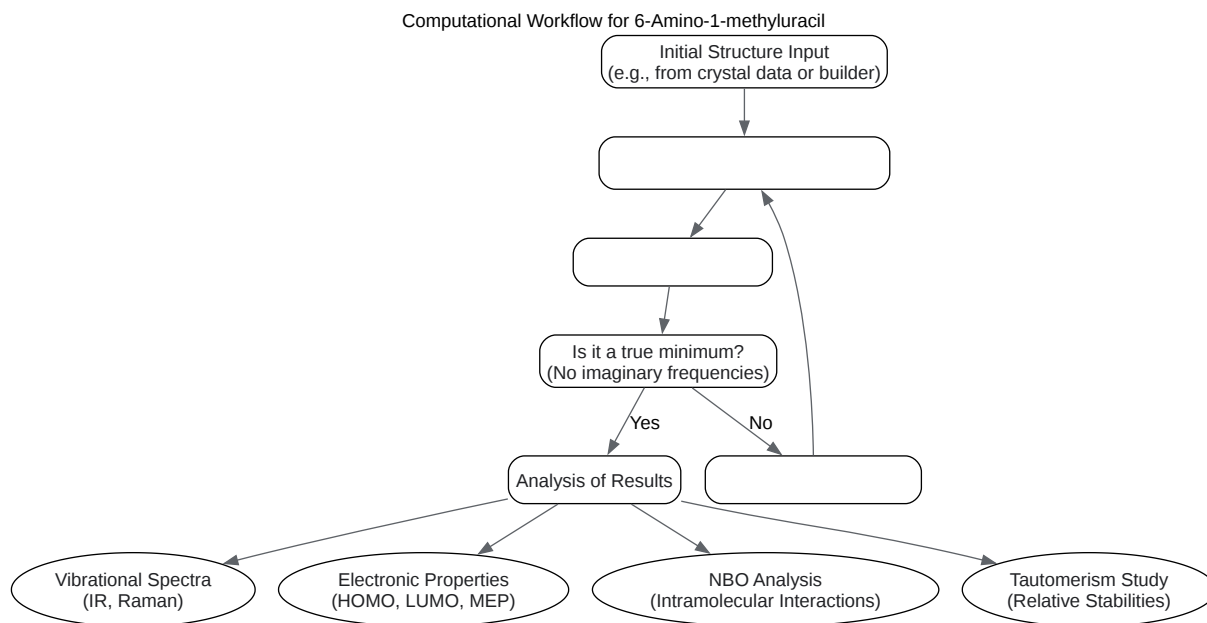 Computational Workflow for 6-Amino-1-methyluracil
Initial Structure Input
(e.g., from crystal data or builder)
Is it a true minimum?
(No imaginary frequencies)
Yes
No
Analysis of Results
Vibrational Spectra
(IR, Raman)
Electronic Properties
(HOMO, LUMO, MEP)
NBO Analysis
(Intramolecular Interactions)
Tautomerism Study
(Relative Stabilities)